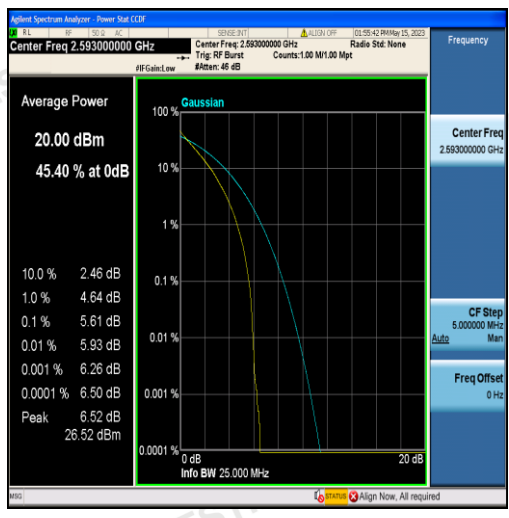 Agilent Spectrum Analyzer - Power Stat CCDF
RL RF 50 Ω AC SENSE:INT ALIGN OFF 01:55:42 PM May 15, 2023
Center Freq 2.593000000 GHz
Center Freq: 2.593000000 GHz Radio Std: None
Trig: RF Burst Counts:1.00 M/1.00 Mpt
#IFGain:Low #Atten: 46 dB
Frequency
Average Power
20.00 dBm
45.40 % at 0dB
10.0 % 2.46 dB
1.0 % 4.64 dB
0.1 % 5.61 dB
0.01 % 5.93 dB
0.001 % 6.26 dB
0.0001 % 6.50 dB
Peak 6.52 dB
26.52 dBm
Gaussian
100 %
10 %
1 %
0.1 %
0.01 %
0.001 %
0.0001 %
0 dB 20 dB
Info BW 25.000 MHz
Center Freq
2.593000000 GHz
CF Step
5.000000 MHz
Auto Man
Freq Offset
0 Hz
MSG STATUS Align Now, All required